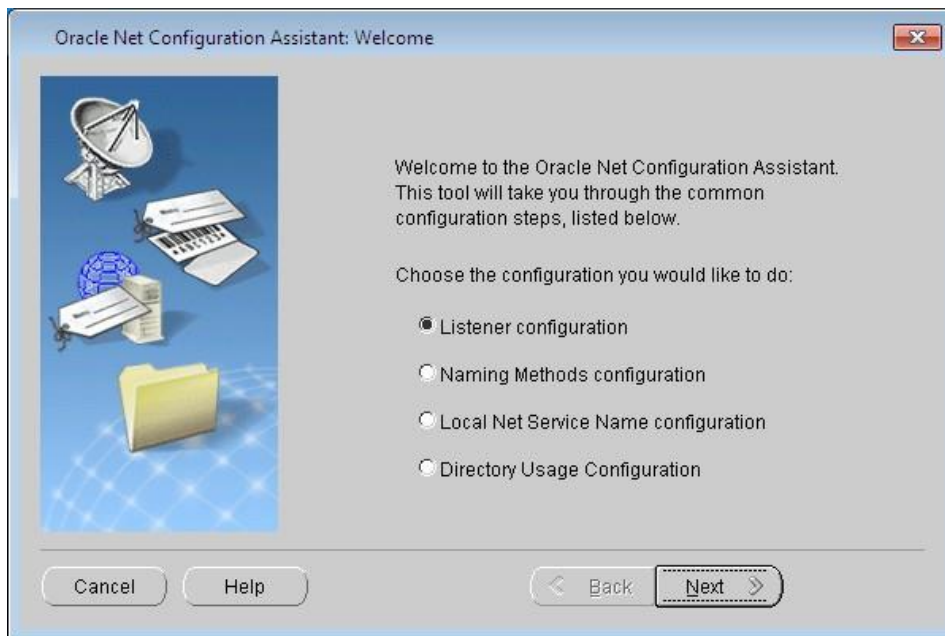 Oracle Net Configuration Assistant: Welcome
Welcome to the Oracle Net Configuration Assistant.
This tool will take you through the common
configuration steps, listed below.
Choose the configuration you would like to do:
Listener configuration
Naming Methods configuration
Local Net Service Name configuration
Directory Usage Configuration
Cancel
Help
Back
Next